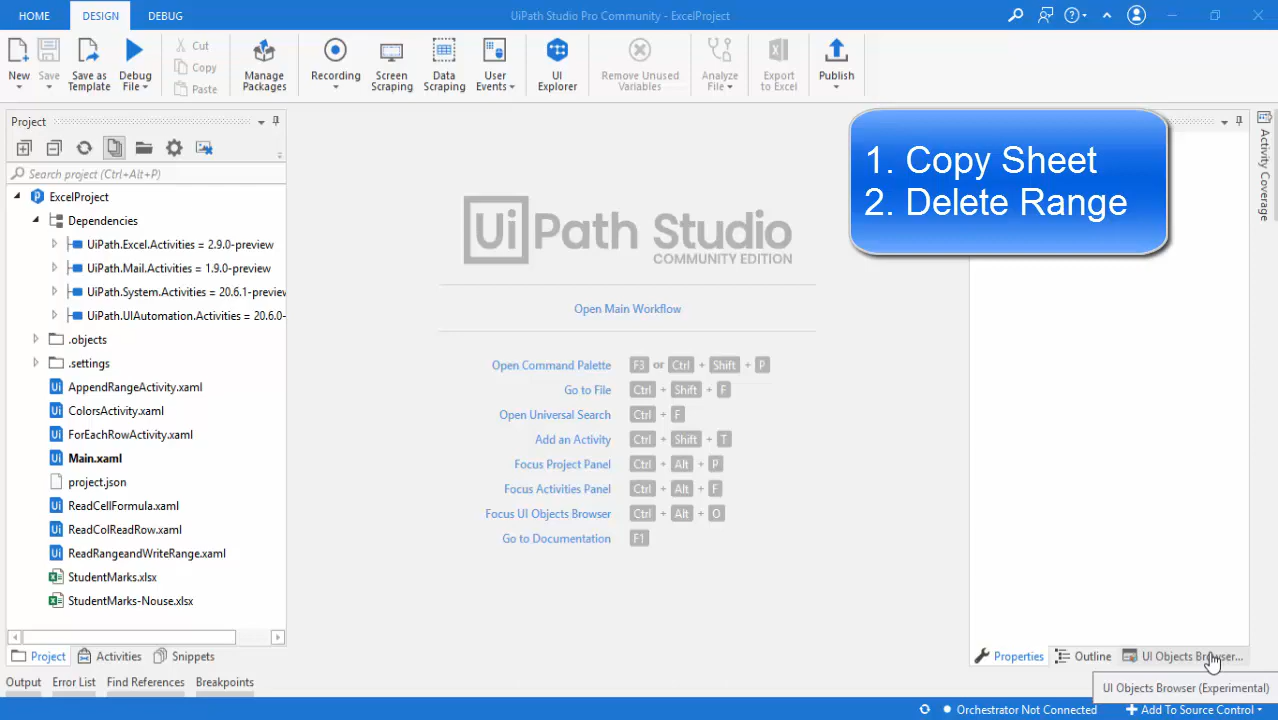 HOME DESIGN DEBUG UiPath Studio Pro Community - ExcelProject
New Save Save as Template Debug File Cut Copy Paste Manage Packages Recording Screen Scraping Data Scraping User Events UI Explorer Remove Unused Variables Analyze File Export to Excel Publish
Project
Search project (Ctrl+Alt+P)
ExcelProject
Dependencies
UiPath.Excel.Activities = 2.9.0-preview
UiPath.Mail.Activities = 1.9.0-preview
UiPath.System.Activities = 20.6.1-preview
UiPath.UIAutomation.Activities = 20.6.0-
.objects
.settings
AppendRangeActivity.xaml
ColorsActivity.xaml
ForEachRowActivity.xaml
Main.xaml
project.json
ReadCellFormula.xaml
ReadColReadRow.xaml
ReadRangeandWriteRange.xaml
StudentMarks.xlsx
StudentMarks-Nouse.xlsx
Project Activities Snippets
UiPath Studio
COMMUNITY EDITION
Open Main Workflow
Open Command Palette F3 or Ctrl + Shift + P
Go to File Ctrl + Shift + F
Open Universal Search Ctrl + F
Add an Activity Ctrl + Shift + T
Focus Project Panel Ctrl + Alt + P
Focus Activities Panel Ctrl + Alt + F
Focus UI Objects Browser Ctrl + Alt + O
Go to Documentation F1
1. Copy Sheet
2. Delete Range
Activity Coverage
Properties Outline UI Objects Browser...
UI Objects Browser (Experimental)
Output Error List Find References Breakpoints
Orchestrator Not Connected + Add To Source Control